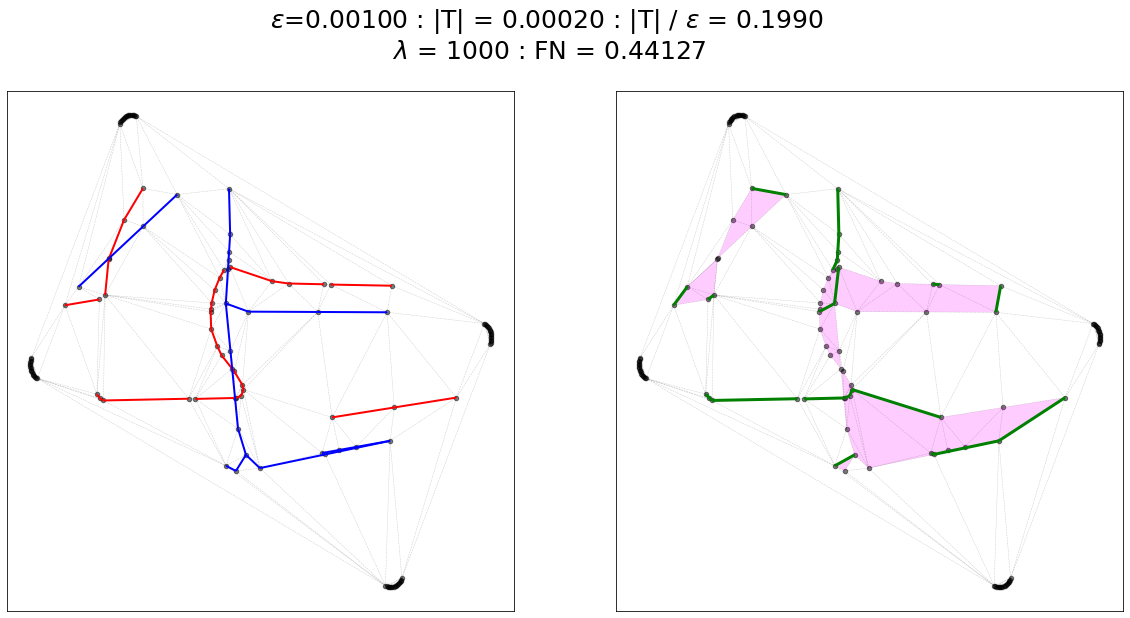 ε=0.00100 : |T| = 0.00020 : |T| / ε = 0.1990
λ = 1000 : FN = 0.44127